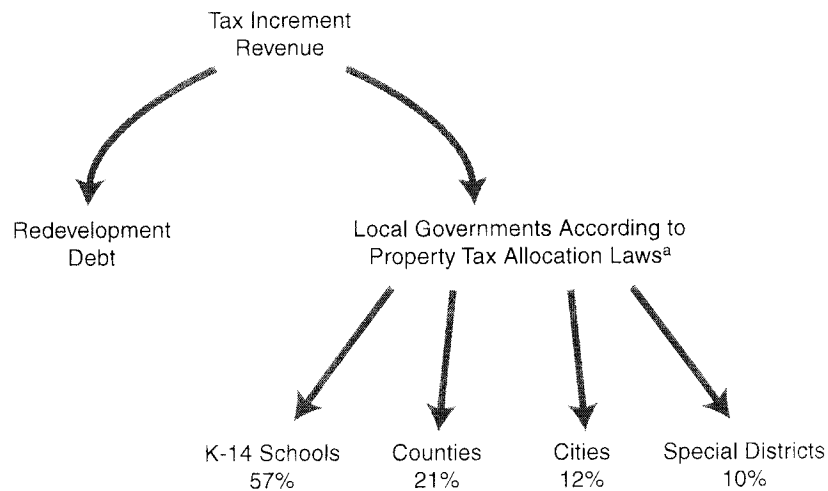 Tax Increment
Revenue
Redevelopment
Debt
Local Governments According to
Property Tax Allocation Lawsª
K-14 Schools
57%
Counties
21%
Cities
12%
Special Districts
10%